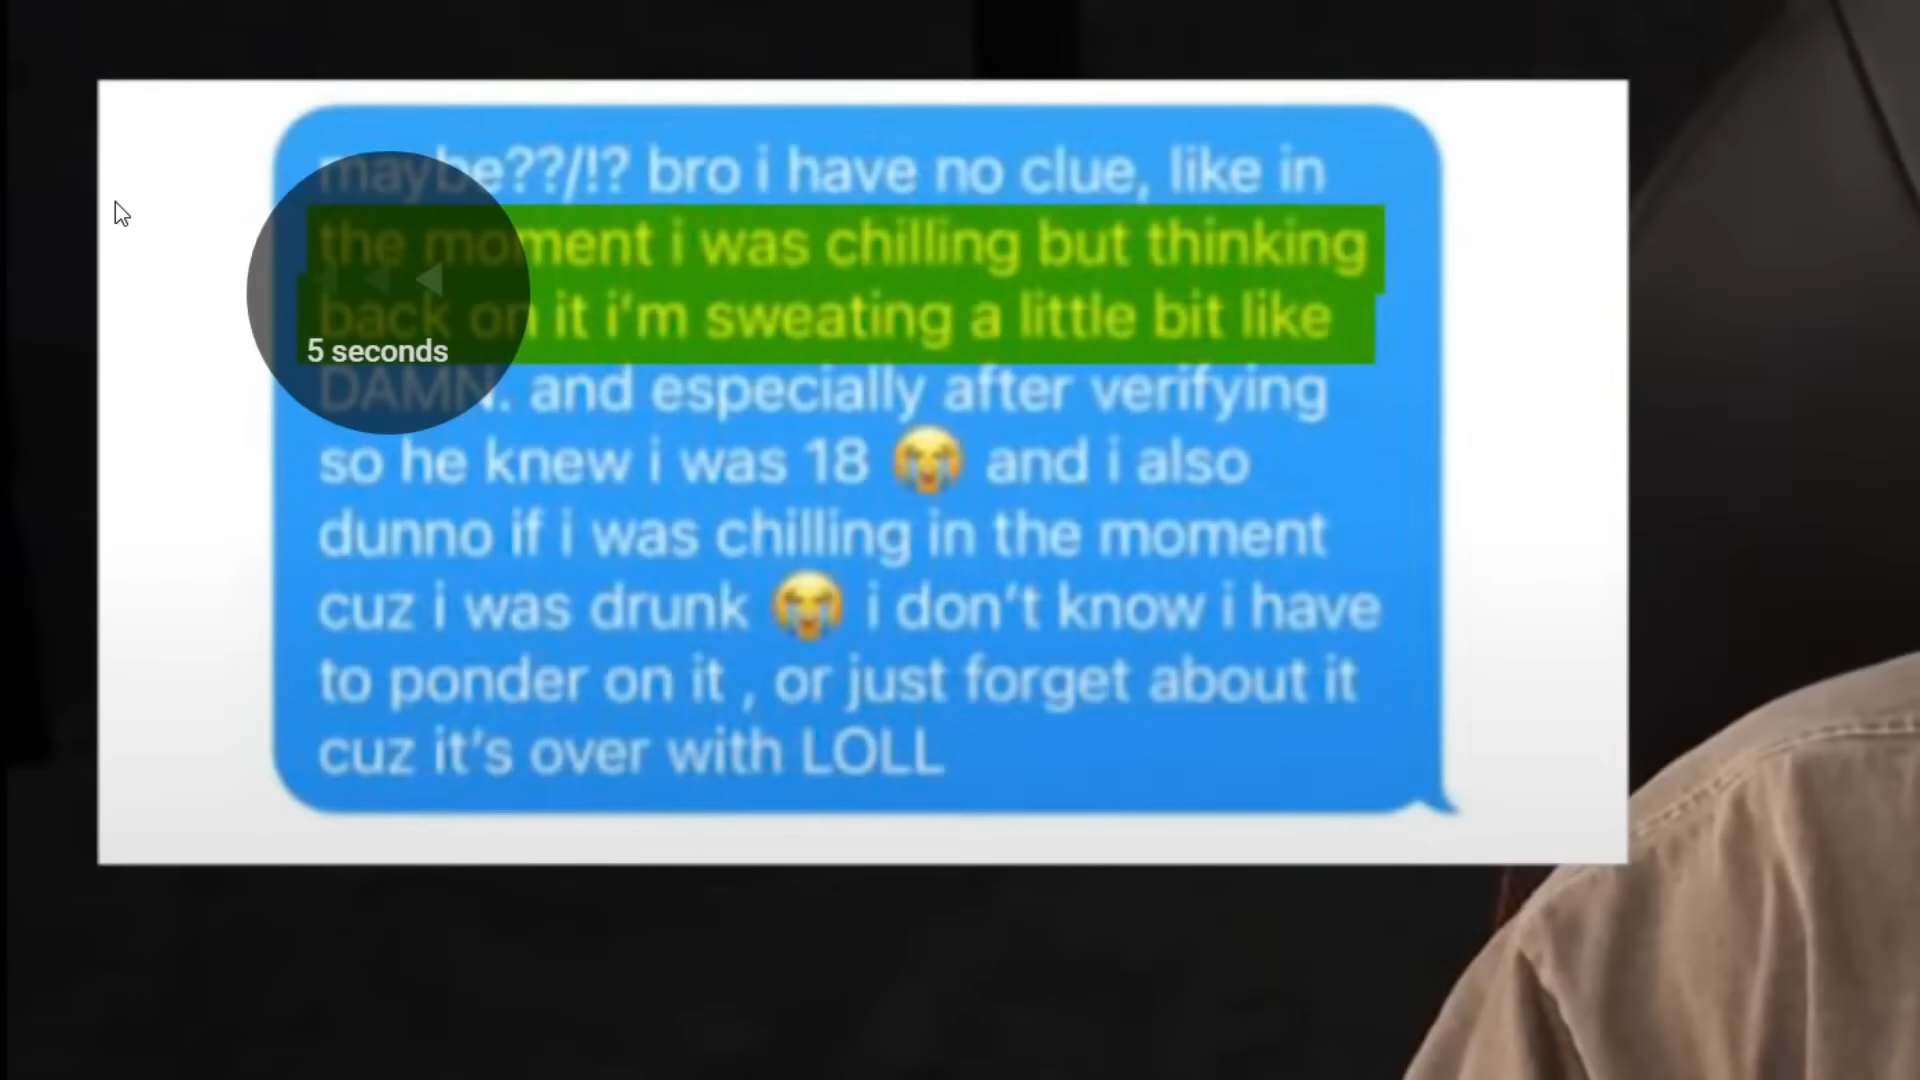 maybe??/!? bro i have no clue, like in
the moment i was chilling but thinking
back on it i'm sweating a little bit like
5 seconds
DAMN. and especially after verifying
so he knew i was 18 😭 and i also
dunno if i was chilling in the moment
cuz i was drunk 😭 i don't know i have
to ponder on it , or just forget about it
cuz it's over with LOLL